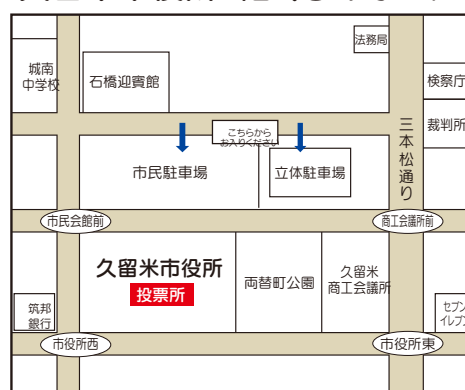 法務局
城南
中学校
石橋迎賓館
検察庁
こちらから
お入りください
三本松通り
裁判所
市民駐車場
立体駐車場
市民会館前
商工会議所前
久留米市役所
投票所
両替町公園
久留米
商工会議所
筑邦
銀行
セブン
イレブン
市役所西
市役所東